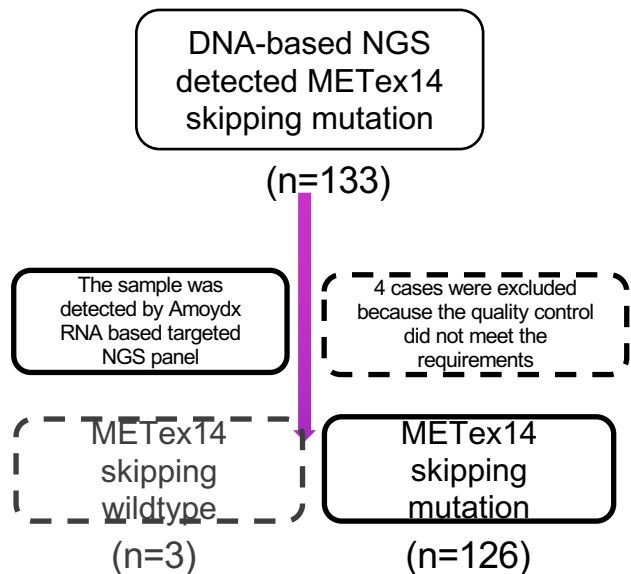 DNA-based NGS
detected METex14
skipping mutation
(n=133)
The sample was
detected by Amoydx
RNA based targeted
NGS panel
4 cases were excluded
because the quality control
did not meet the
requirements
METex14
skipping
wildtype
(n=3)
METex14
skipping
mutation
(n=126)